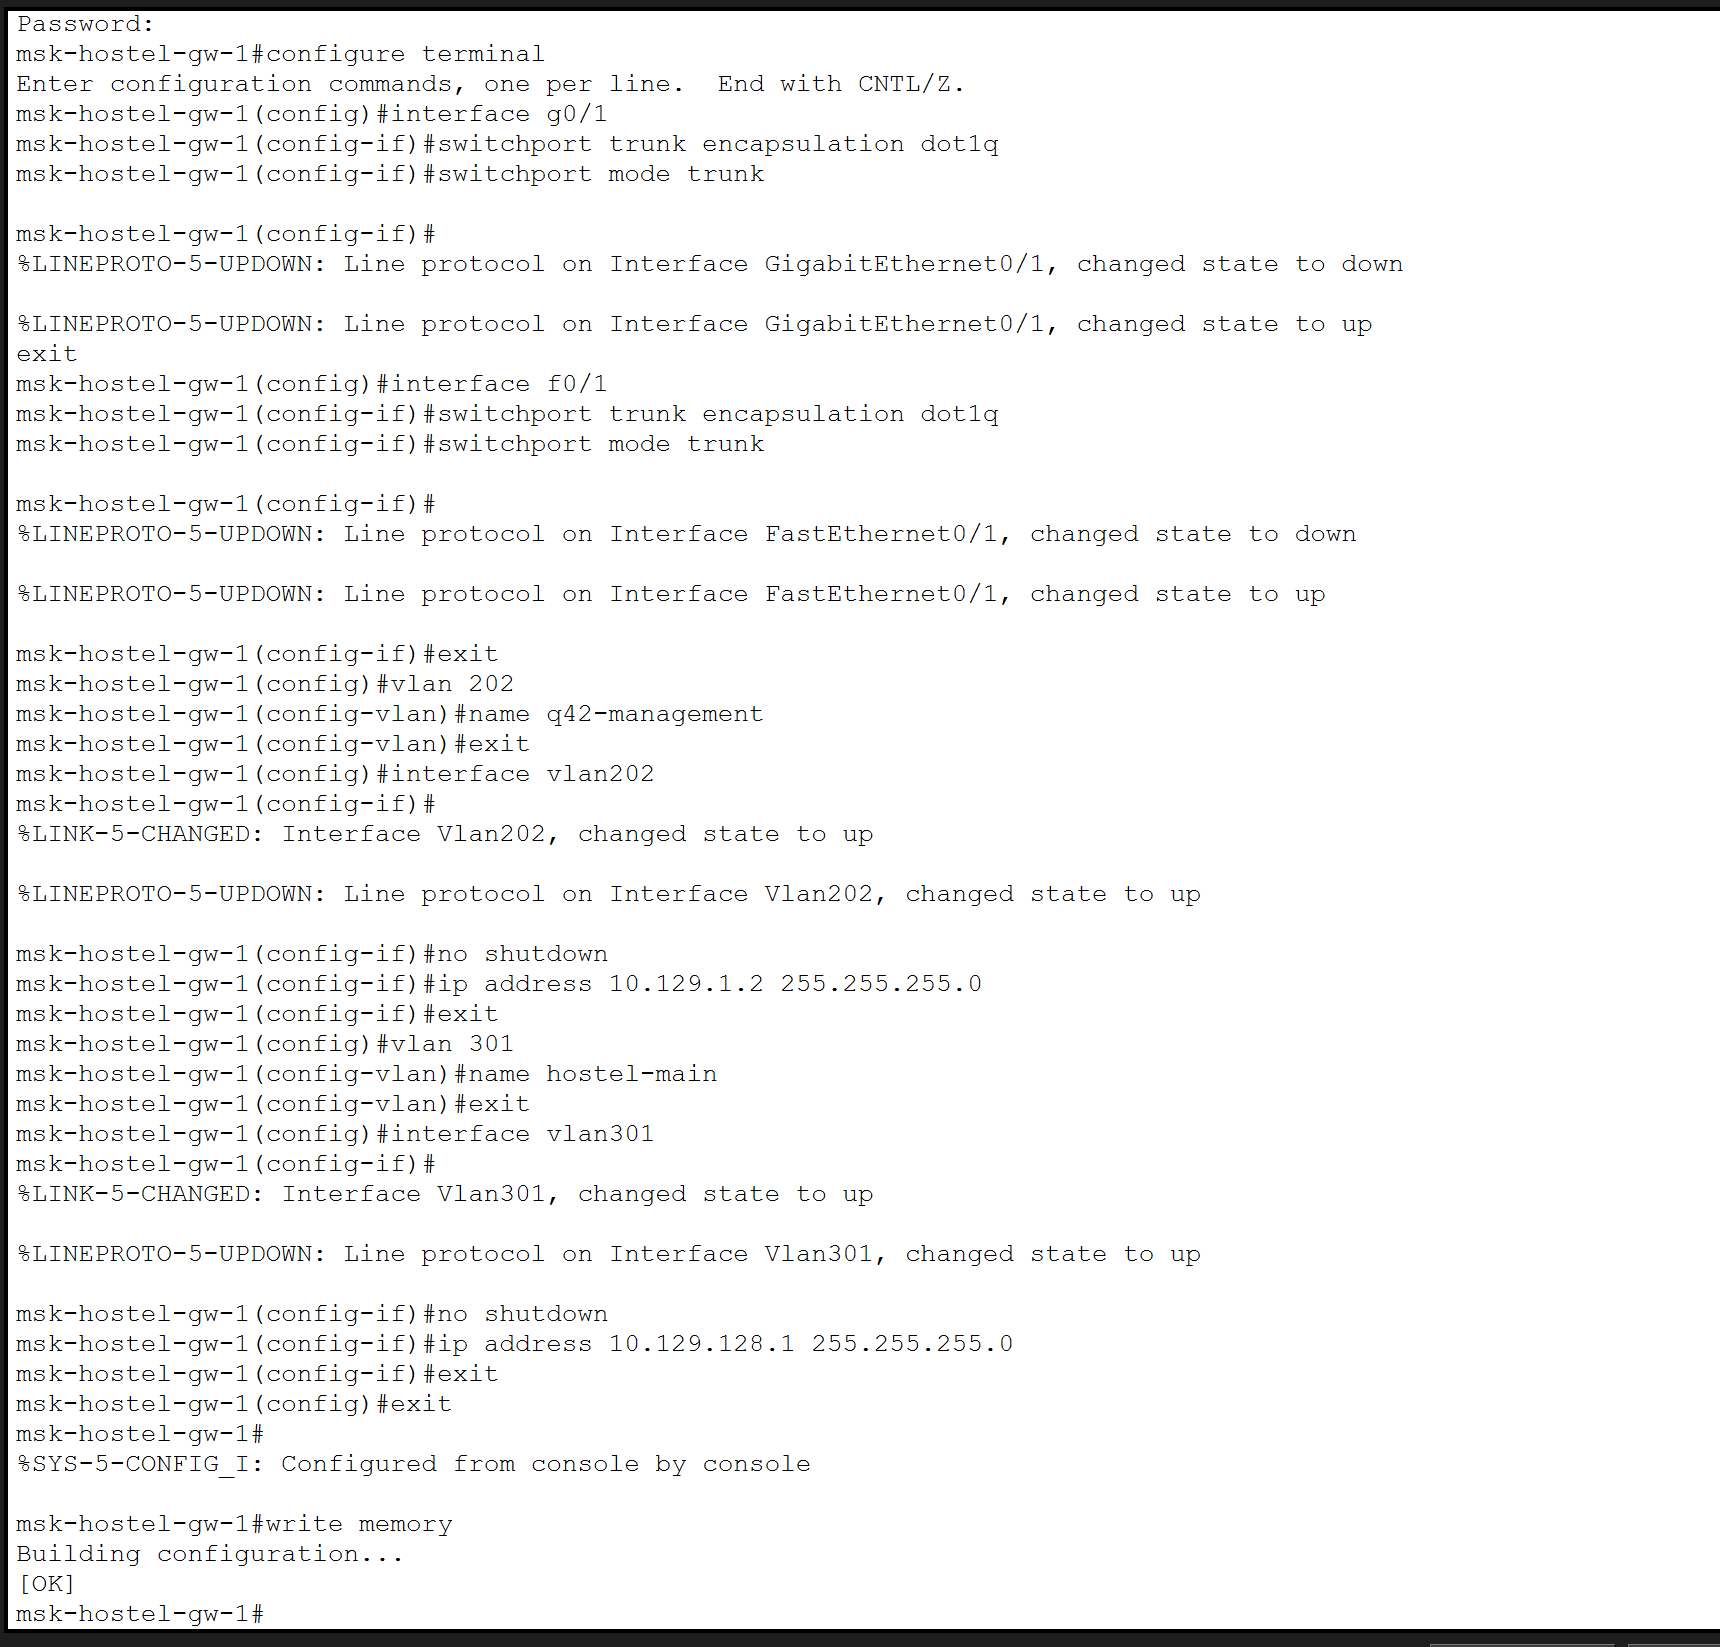 Password:
msk-hostel-gw-1#configure terminal
Enter configuration commands, one per line.  End with CNTL/Z.
msk-hostel-gw-1(config)#interface g0/1
msk-hostel-gw-1(config-if)#switchport trunk encapsulation dot1q
msk-hostel-gw-1(config-if)#switchport mode trunk
msk-hostel-gw-1(config-if)#
%LINEPROTO-5-UPDOWN: Line protocol on Interface GigabitEthernet0/1, changed state to down
%LINEPROTO-5-UPDOWN: Line protocol on Interface GigabitEthernet0/1, changed state to up
exit
msk-hostel-gw-1(config)#interface f0/1
msk-hostel-gw-1(config-if)#switchport trunk encapsulation dot1q
msk-hostel-gw-1(config-if)#switchport mode trunk
msk-hostel-gw-1(config-if)#
%LINEPROTO-5-UPDOWN: Line protocol on Interface FastEthernet0/1, changed state to down
%LINEPROTO-5-UPDOWN: Line protocol on Interface FastEthernet0/1, changed state to up
msk-hostel-gw-1(config-if)#exit
msk-hostel-gw-1(config)#vlan 202
msk-hostel-gw-1(config-vlan)#name q42-management
msk-hostel-gw-1(config-vlan)#exit
msk-hostel-gw-1(config)#interface vlan202
msk-hostel-gw-1(config-if)#
%LINK-5-CHANGED: Interface Vlan202, changed state to up
%LINEPROTO-5-UPDOWN: Line protocol on Interface Vlan202, changed state to up
msk-hostel-gw-1(config-if)#no shutdown
msk-hostel-gw-1(config-if)#ip address 10.129.1.2 255.255.255.0
msk-hostel-gw-1(config-if)#exit
msk-hostel-gw-1(config)#vlan 301
msk-hostel-gw-1(config-vlan)#name hostel-main
msk-hostel-gw-1(config-vlan)#exit
msk-hostel-gw-1(config)#interface vlan301
msk-hostel-gw-1(config-if)#
%LINK-5-CHANGED: Interface Vlan301, changed state to up
%LINEPROTO-5-UPDOWN: Line protocol on Interface Vlan301, changed state to up
msk-hostel-gw-1(config-if)#no shutdown
msk-hostel-gw-1(config-if)#ip address 10.129.128.1 255.255.255.0
msk-hostel-gw-1(config-if)#exit
msk-hostel-gw-1(config)#exit
msk-hostel-gw-1#
%SYS-5-CONFIG_I: Configured from console by console
msk-hostel-gw-1#write memory
Building configuration...
[OK]
msk-hostel-gw-1#